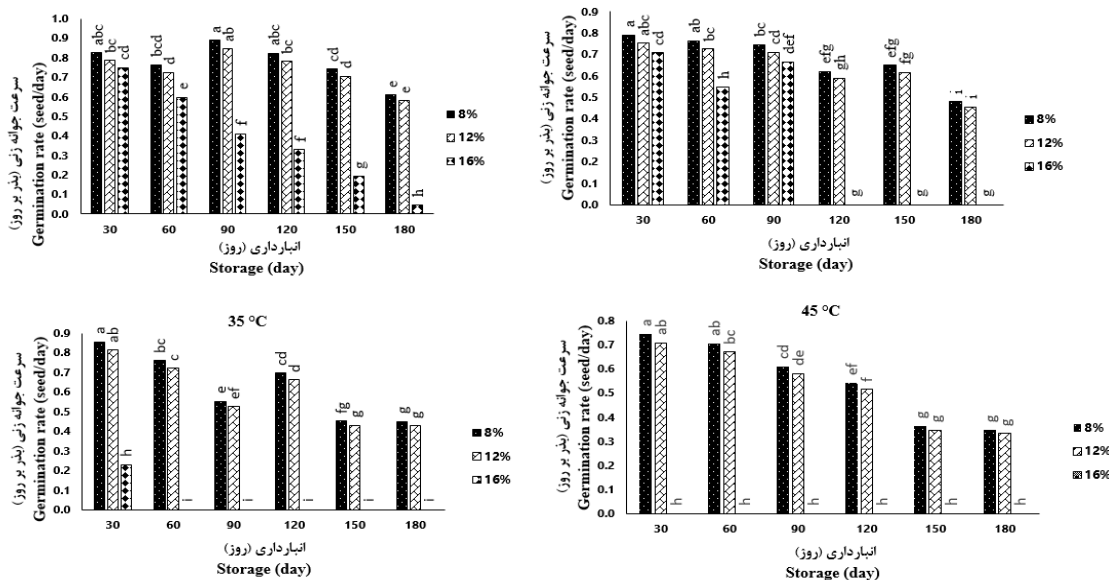 سرعت جوانه زنی (بذر بر روز)
Germination rate (seed/day)
1.0
0.9
0.8
0.7
0.6
0.5
0.4
0.3
0.2
0.1
0.0
abc bc cd
bcd d e
a ab f
abc bc f
cd d g
e e h
30 60 90 120 150 180
انبارداری (روز)
Storage (day)
8%
12%
16%
سرعت جوانه زنی (بذر بر روز)
Germination rate (seed/day)
0.9
0.8
0.7
0.6
0.5
0.4
0.3
0.2
0.1
0.0
a abc cd
ab bc h
bc cd def
efg gh g
efg fg g
i i g
30 60 90 120 150 180
انبارداری (روز)
Storage (day)
8%
12%
16%
35 °C
سرعت جوانه زنی (بذر بر روز)
Germination rate (seed/day)
0.9
0.8
0.7
0.6
0.5
0.4
0.3
0.2
0.1
0.0
a ab h
bc c i
e ef i
cd d i
fg g i
g g i
30 60 90 120 150 180
انبارداری (روز)
Storage (day)
8%
12%
16%
45 °C
سرعت جوانه زنی (بذر بر روز)
Germination rate (seed/day)
0.8
0.7
0.6
0.5
0.4
0.3
0.2
0.1
0.0
a ab h
ab bc h
cd de h
ef f h
g g h
g g h
30 60 90 120 150 180
انبارداری (روز)
Storage (day)
8%
12%
16%